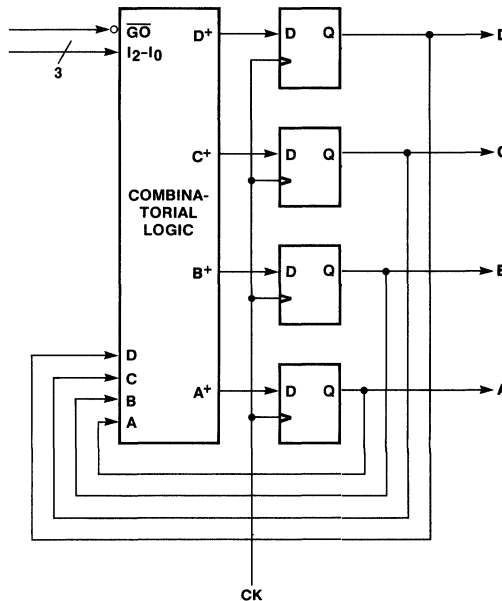 GO
I2–I0
3
COMBINA-
TORIAL
LOGIC
D+
C+
B+
A+
D
C
B
A
D Q
D Q
D Q
D Q
D
A
CK